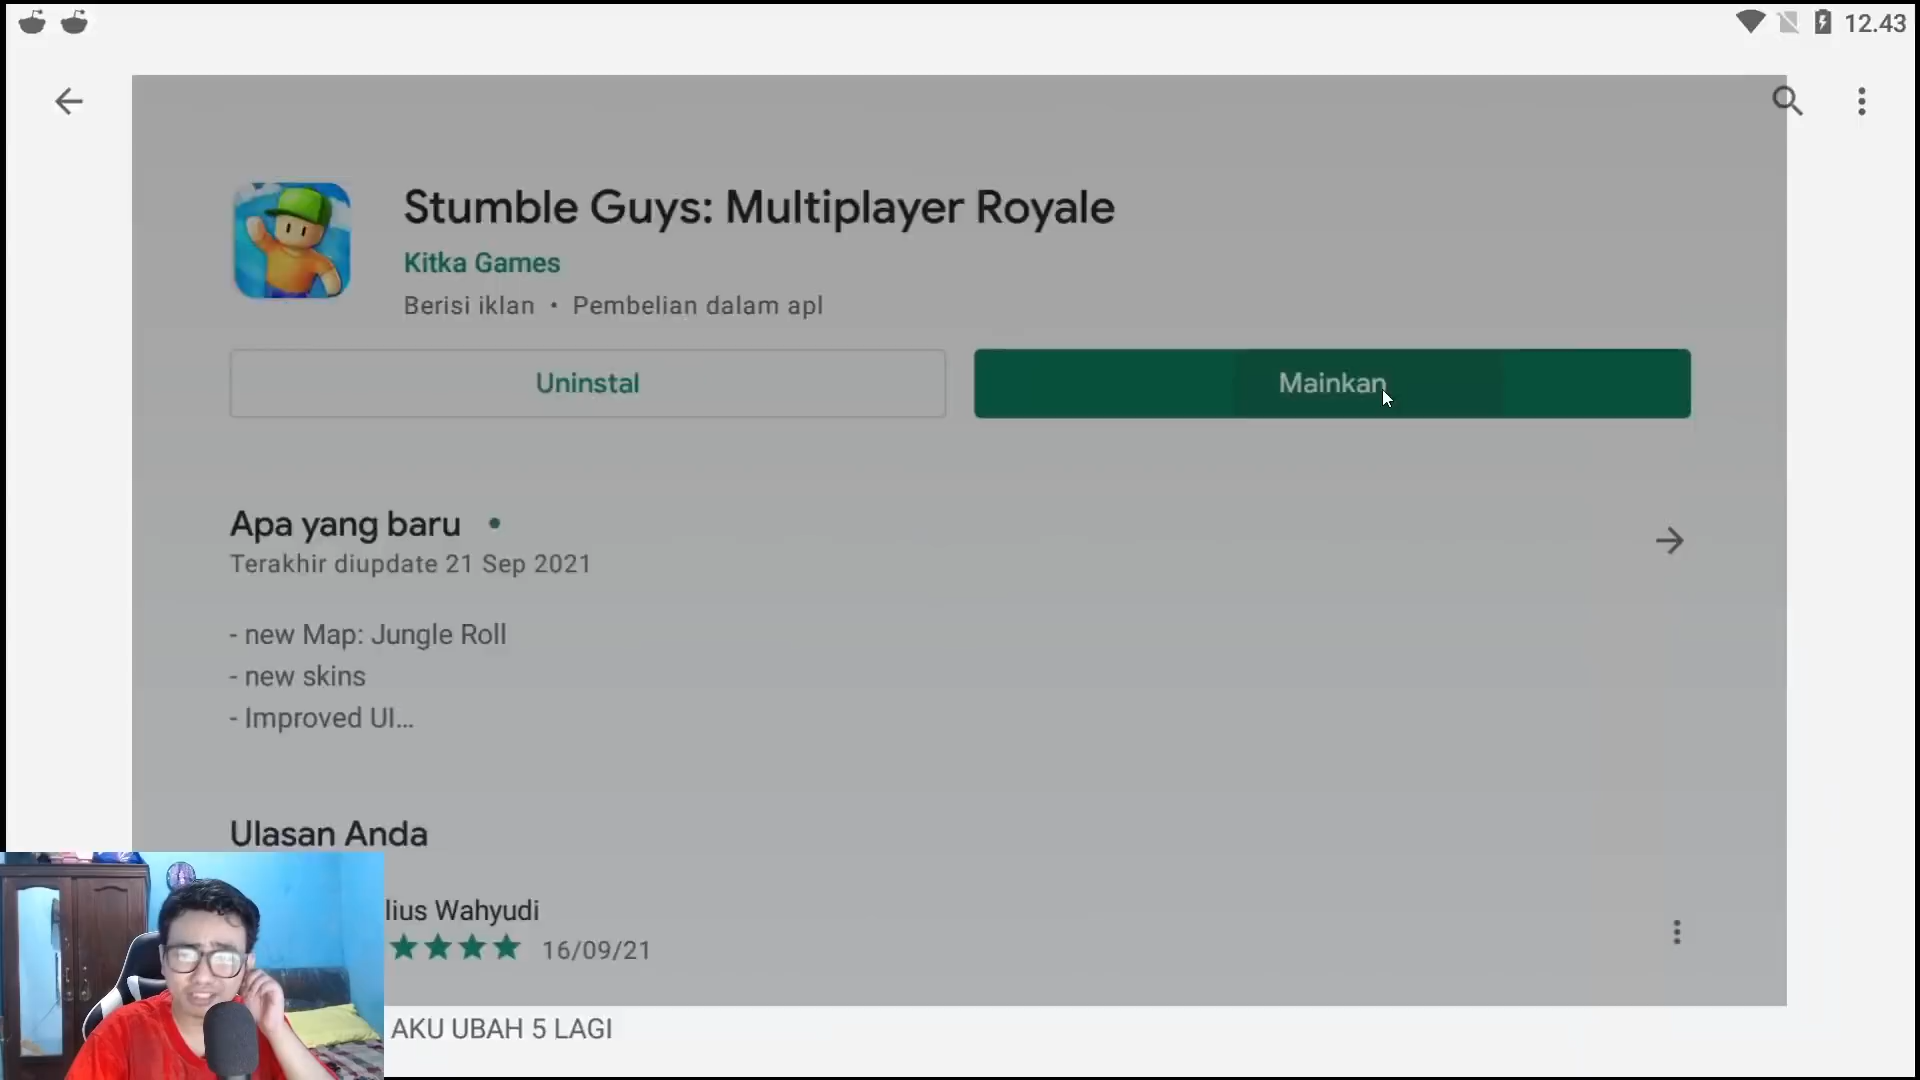 12.43
Stumble Guys: Multiplayer Royale
Kitka Games
Berisi iklan • Pembelian dalam apl
Uninstal
Mainkan
Apa yang baru •
Terakhir diupdate 21 Sep 2021
- new Map: Jungle Roll
- new skins
- Improved UI...
Ulasan Anda
lius Wahyudi
16/09/21
AKU UBAH 5 LAGI